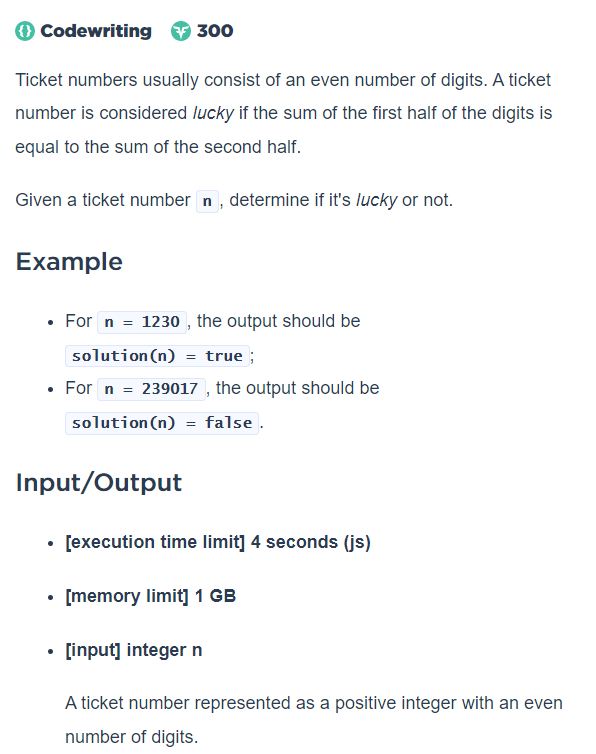 Codewriting 300
Ticket numbers usually consist of an even number of digits. A ticket
number is considered lucky if the sum of the first half of the digits is
equal to the sum of the second half.
Given a ticket number n, determine if it's lucky or not.
Example
• For n = 1230, the output should be
solution(n) = true;
• For n = 239017, the output should be
solution(n) = false.
Input/Output
• [execution time limit] 4 seconds (js)
• [memory limit] 1 GB
• [input] integer n
A ticket number represented as a positive integer with an even
number of digits.